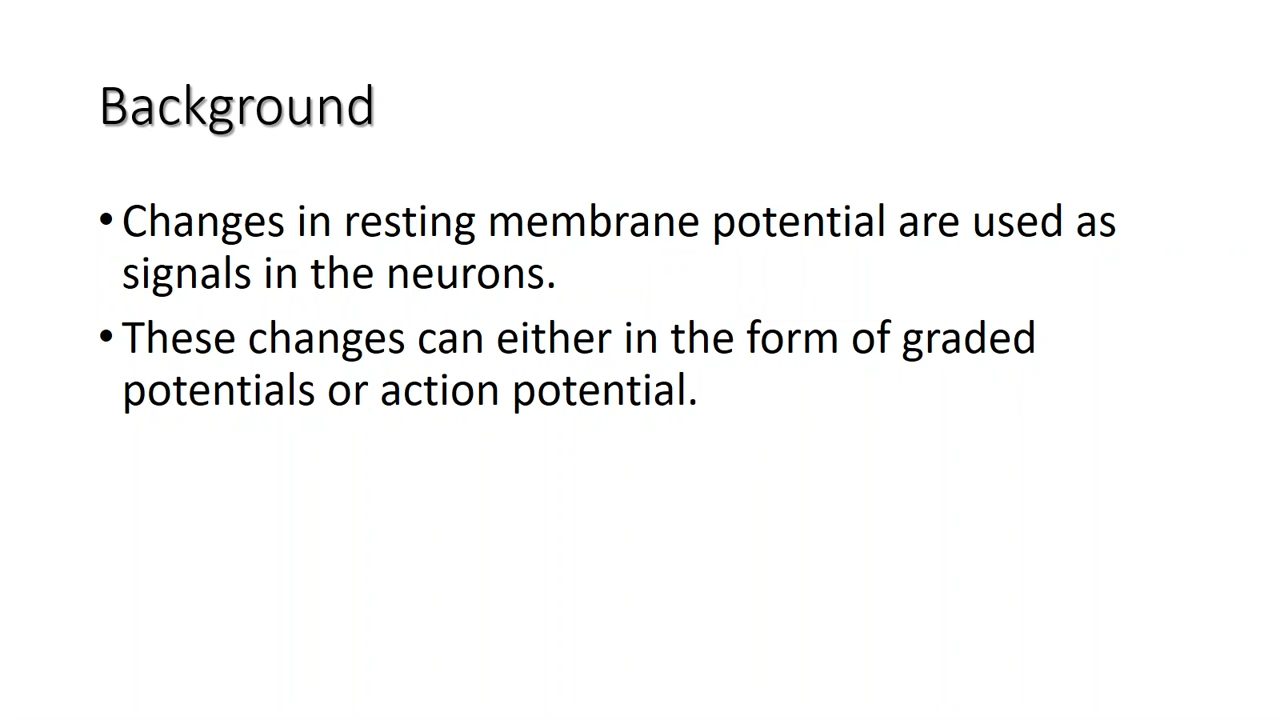 Background
• Changes in resting membrane potential are used as
signals in the neurons.
• These changes can either in the form of graded
potentials or action potential.